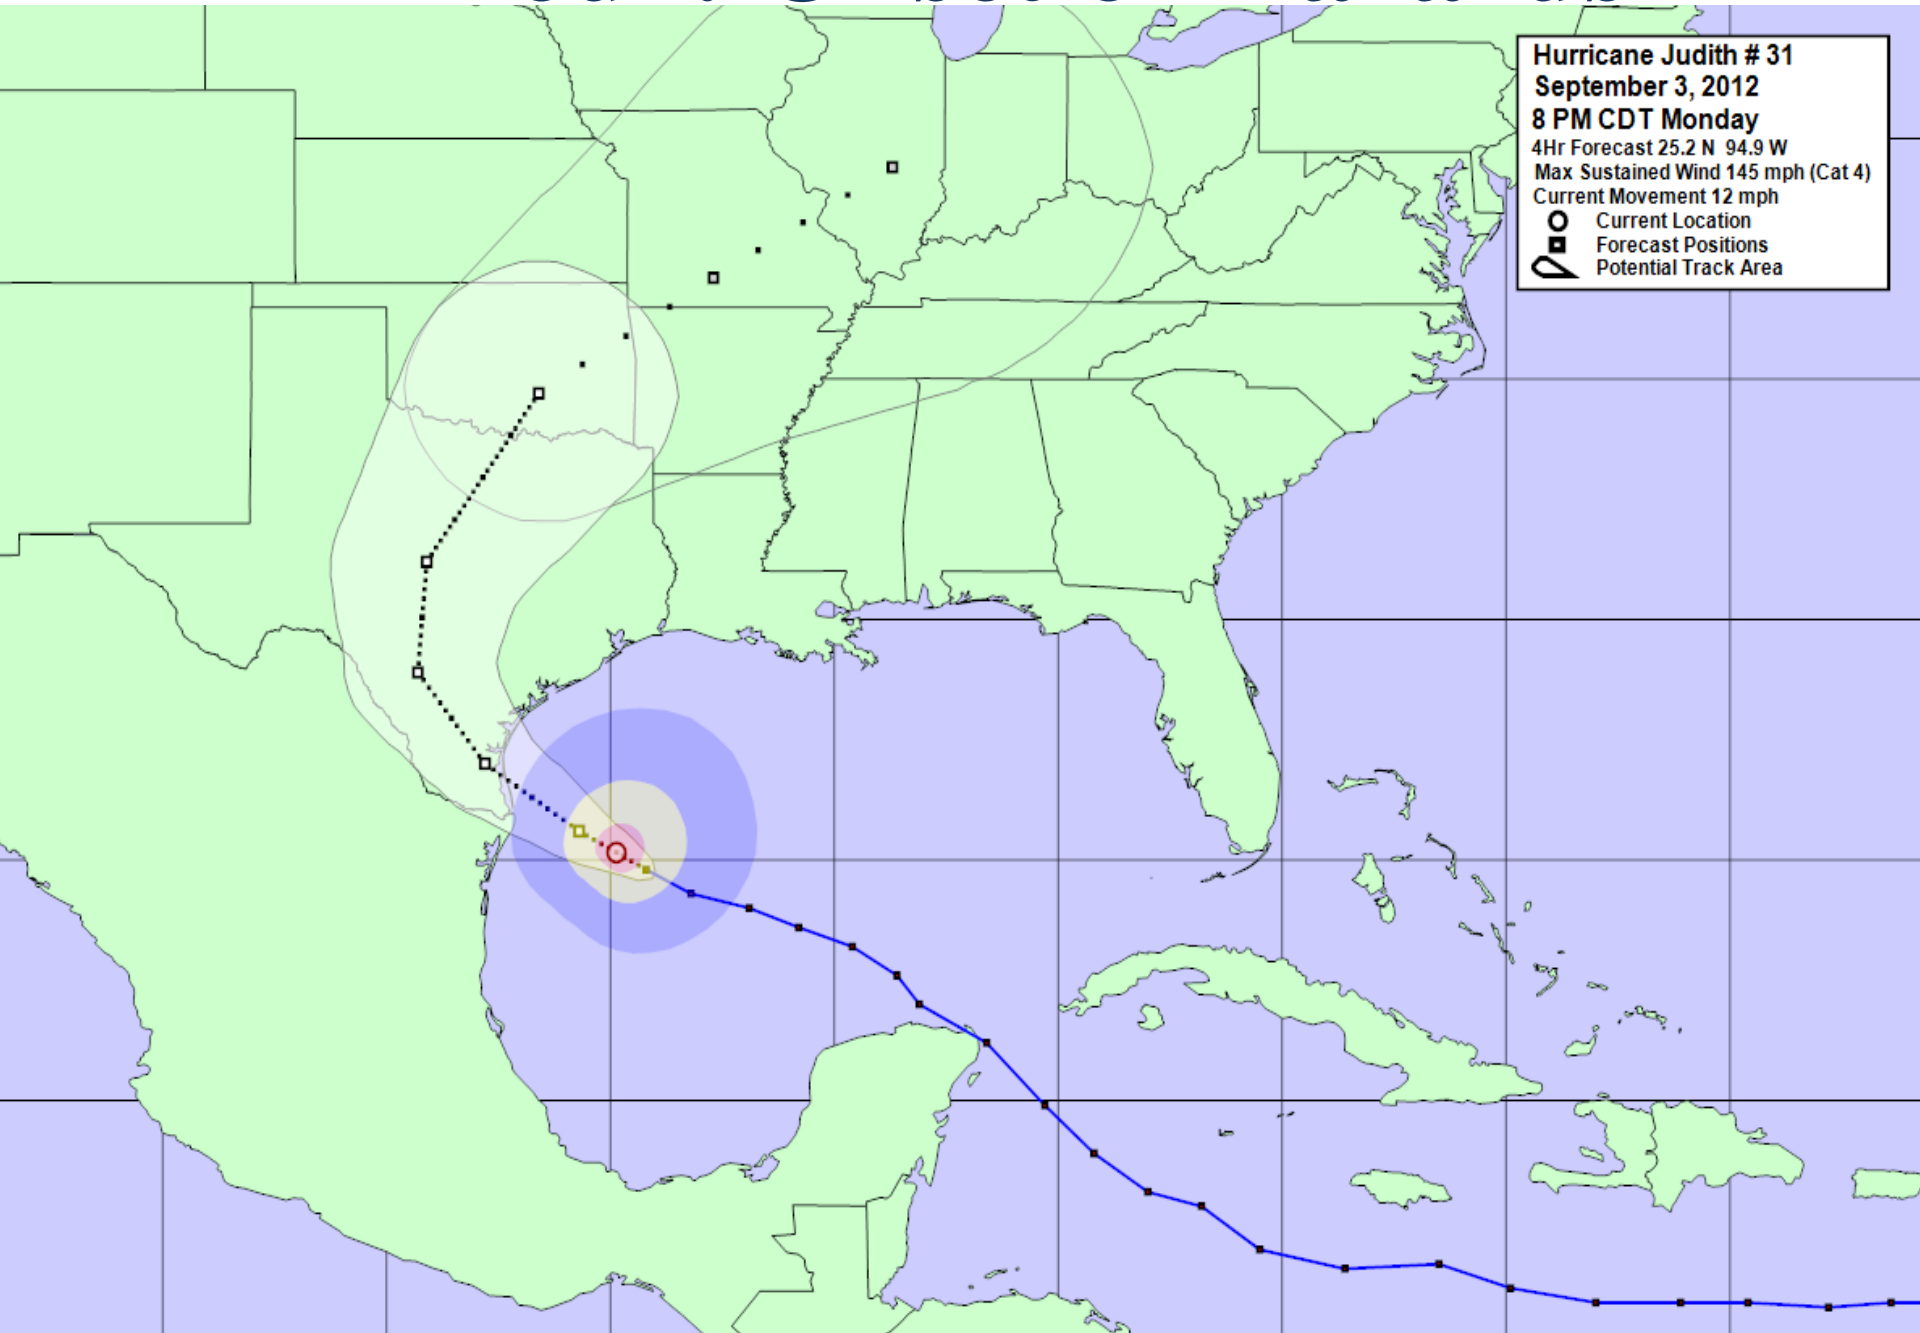 Hurricane Judith # 31
September 3, 2012
8 PM CDT Monday
4Hr Forecast 25.2 N 94.9 W
Max Sustained Wind 145 mph (Cat 4)
Current Movement 12 mph
Current Location
Forecast Positions
Potential Track Area